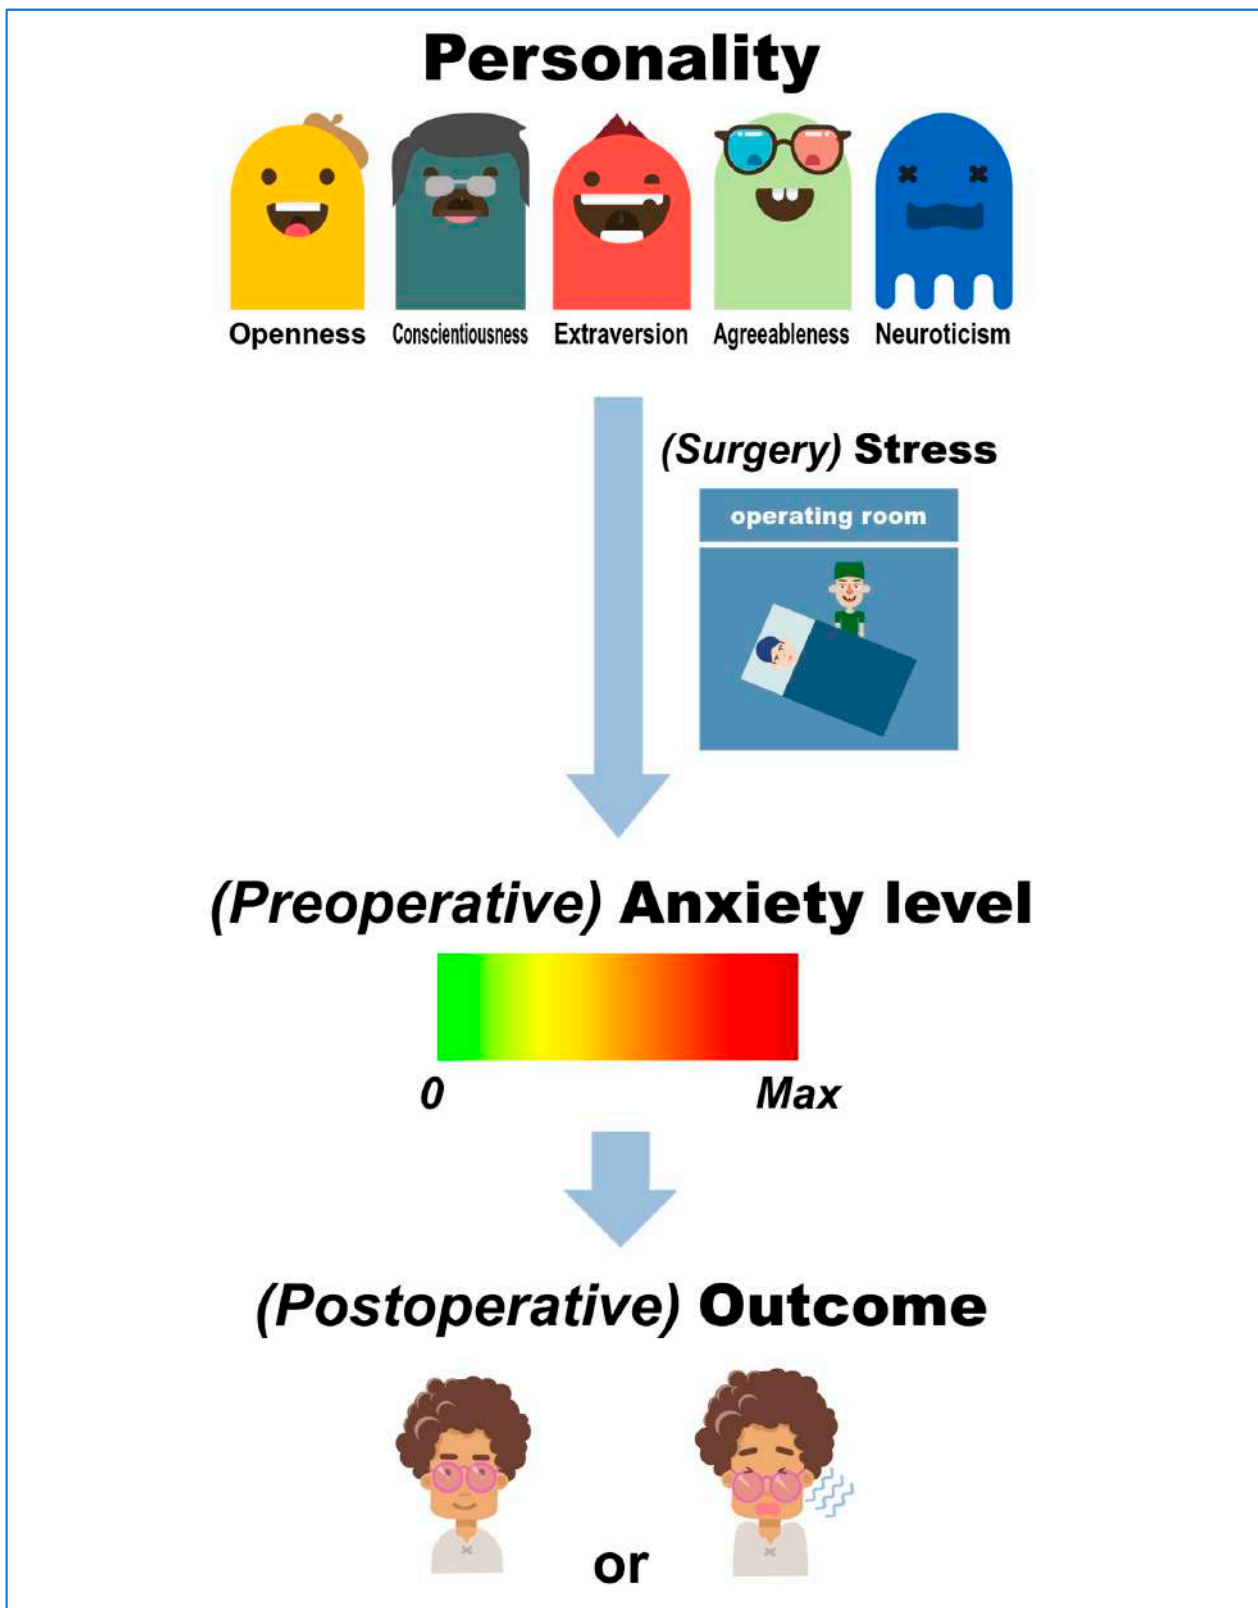 Personality
Openness Conscientiousness Extraversion Agreeableness Neuroticism
(Surgery) Stress
operating room
(Preoperative) Anxiety level
0 Max
(Postoperative) Outcome
or